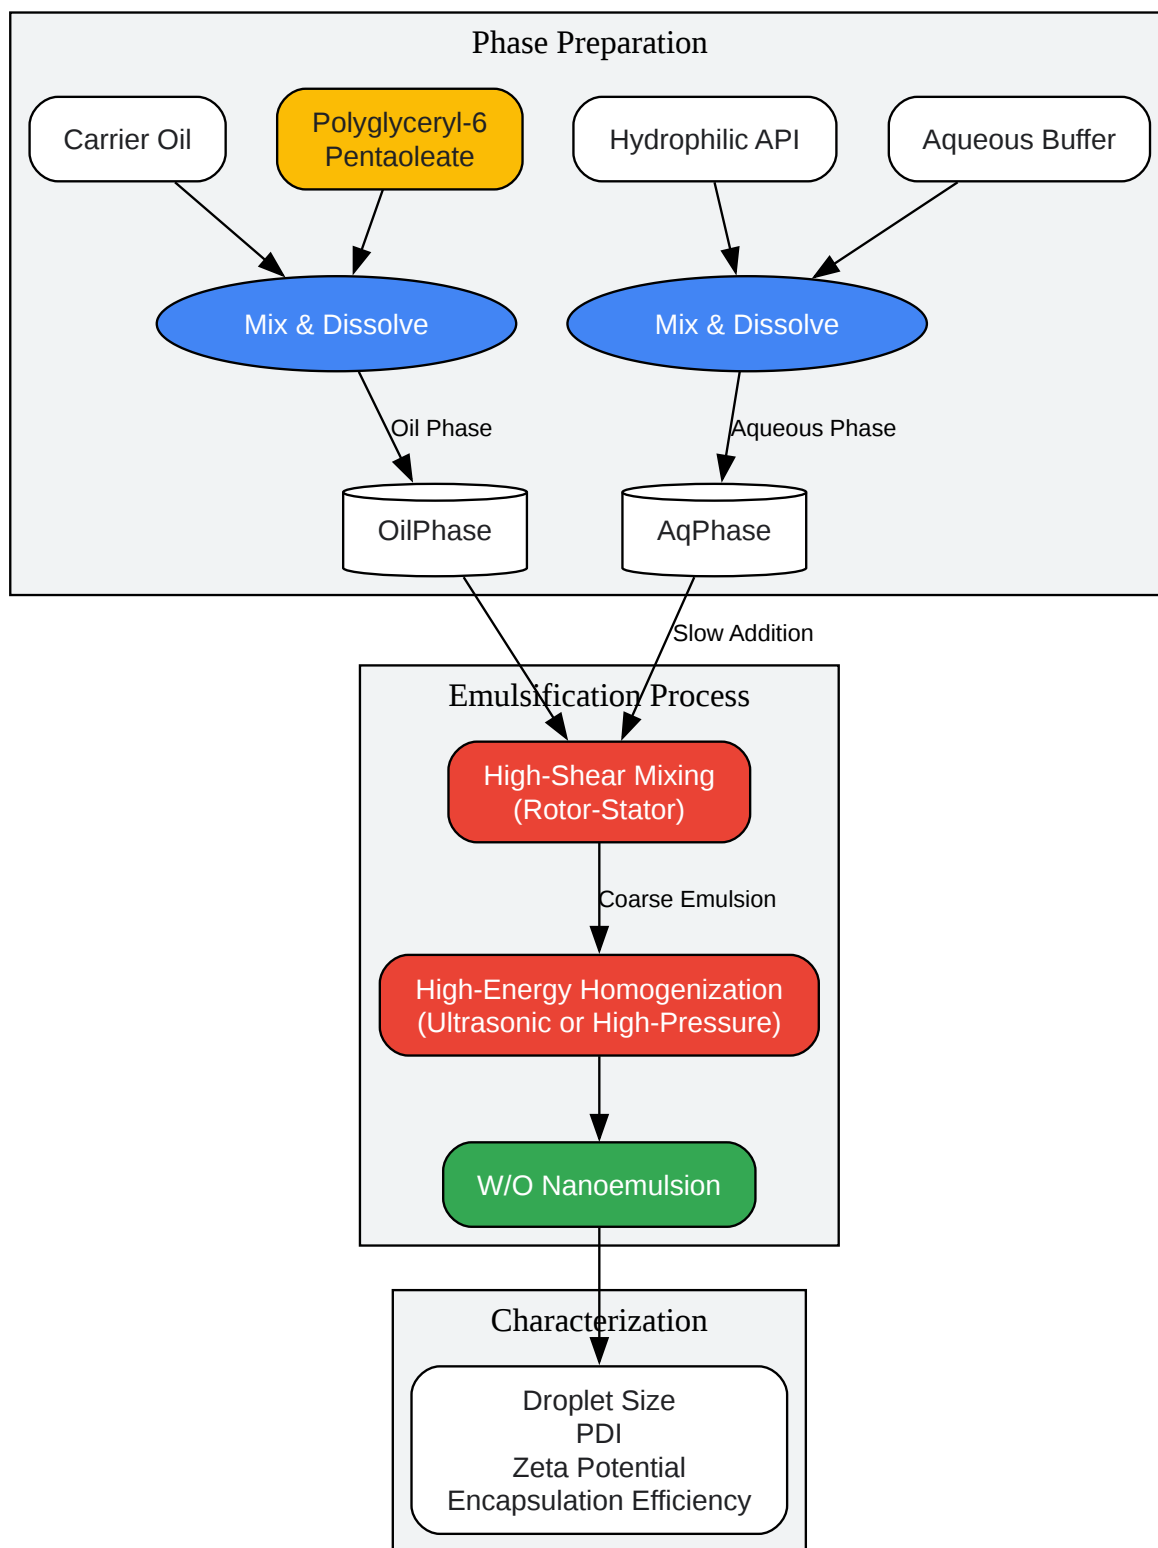 Phase Preparation
Carrier Oil
Polyglyceryl-6
Pentaoleate
Hydrophilic API
Aqueous Buffer
Mix & Dissolve
Mix & Dissolve
Oil Phase
Aqueous Phase
OilPhase
AqPhase
Slow Addition
Emulsification Process
High-Shear Mixing
(Rotor-Stator)
Coarse Emulsion
High-Energy Homogenization
(Ultrasonic or High-Pressure)
W/O Nanoemulsion
Characterization
Droplet Size
PDI
Zeta Potential
Encapsulation Efficiency